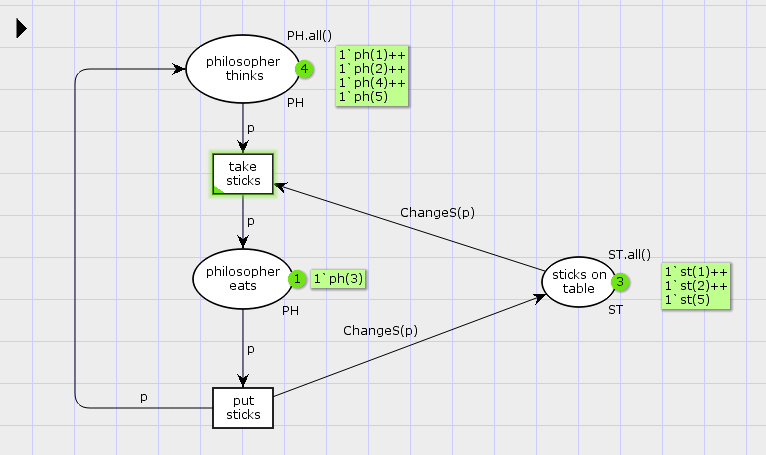 PH.all()
philosopher
thinks
4
1`ph(1)++
1`ph(2)++
1`ph(4)++
1`ph(5)
PH
p
take
sticks
p
ChangeS(p)
ST.all()
philosopher
eats
1
1`ph(3)
PH
sticks on
table
3
1`st(1)++
1`st(2)++
1`st(5)
ST
ChangeS(p)
p
p
put
sticks